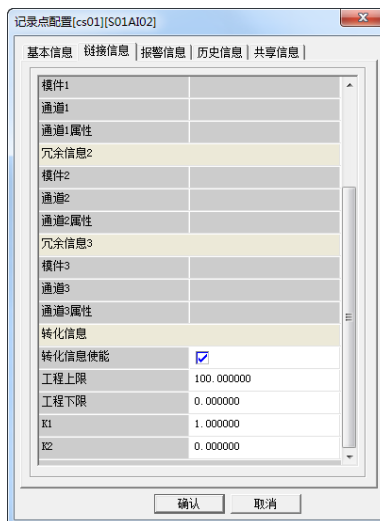 记录点配置[cs01][S01AI02]
基本信息 链接信息 报警信息 历史信息 共享信息
模件1
通道1
通道1属性
冗余信息2
模件2
通道2
通道2属性
冗余信息3
模件3
通道3
通道3属性
转化信息
转化信息使能
工程上限 100.000000
工程下限 0.000000
K1 1.000000
K2 0.000000
确认 取消